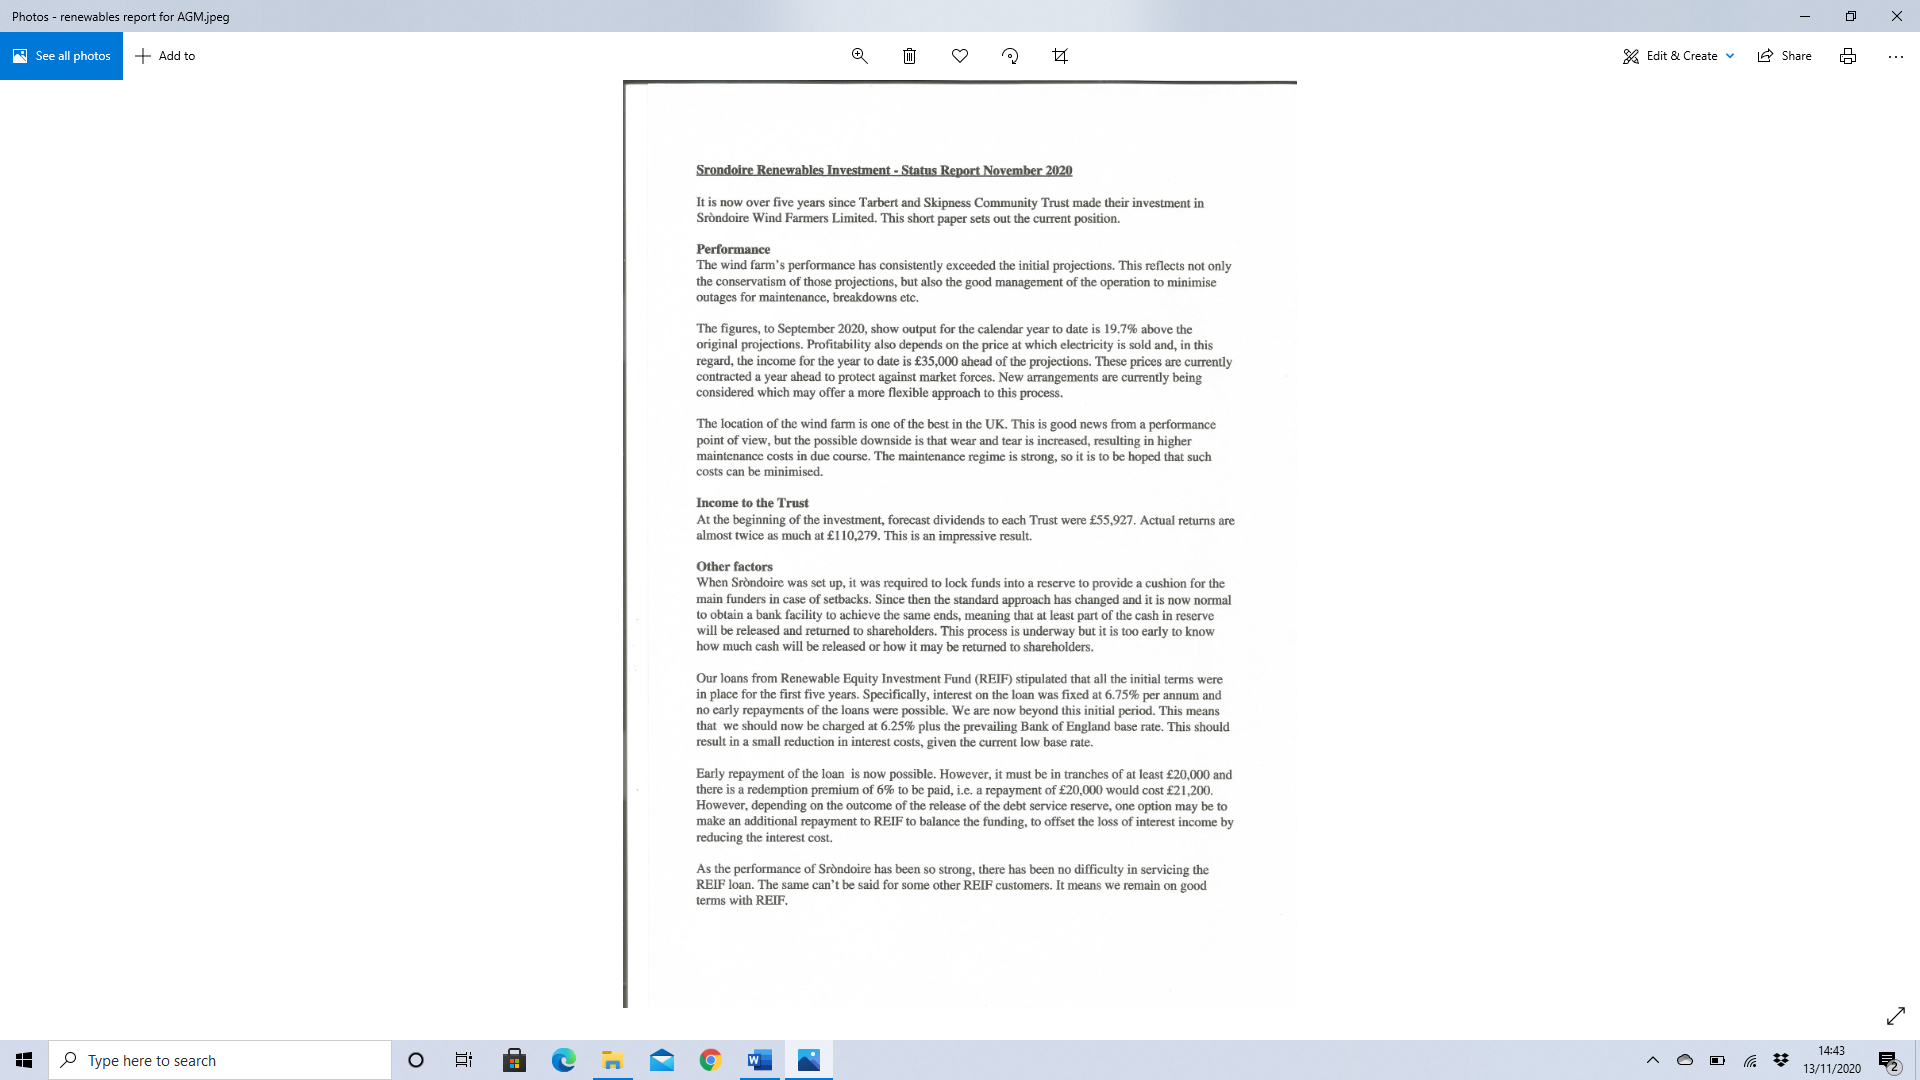 Photos - renewables report for AGM.jpeg
See all photos
Add to
Edit & Create
Share
Srondoire Renewables Investment - Status Report November 2020
It is now over five years since Tarbert and Skipness Community Trust made their investment in
Sròndoire Wind Farmers Limited. This short paper sets out the current position.
Performance
The wind farm's performance has consistently exceeded the initial projections. This reflects not only
the conservatism of those projections, but also the good management of the operation to minimise
outages for maintenance, breakdowns etc.
The figures, to September 2020, show output for the calendar year to date is 19.7% above the
original projections. Profitability also depends on the price at which electricity is sold and, in this
regard, the income for the year to date is £35,000 ahead of the projections. These prices are currently
contracted a year ahead to protect against market forces. New arrangements are currently being
considered which may offer a more flexible approach to this process.
The location of the wind farm is one of the best in the UK. This is good news from a performance
point of view, but the possible downside is that wear and tear is increased, resulting in higher
maintenance costs in due course. The maintenance regime is strong, so it is to be hoped that such
costs can be minimised.
Income to the Trust
At the beginning of the investment, forecast dividends to each Trust were £55,927. Actual returns are
almost twice as much at £110,279. This is an impressive result.
Other factors
When Sròndoire was set up, it was required to lock funds into a reserve to provide a cushion for the
main funders in case of setbacks. Since then the standard approach has changed and it is now normal
to obtain a bank facility to achieve the same ends, meaning that at least part of the cash in reserve
will be released and returned to shareholders. This process is underway but it is too early to know
how much cash will be released or how it may be returned to shareholders.
Our loans from Renewable Equity Investment Fund (REIF) stipulated that all the initial terms were
in place for the first five years. Specifically, interest on the loan was fixed at 6.75% per annum and
no early repayments of the loans were possible. We are now beyond this initial period. This means
that we should now be charged at 6.25% plus the prevailing Bank of England base rate. This should
result in a small reduction in interest costs, given the current low base rate.
Early repayment of the loan is now possible. However, it must be in tranches of at least £20,000 and
there is a redemption premium of 6% to be paid, i.e. a repayment of £20,000 would cost £21,200.
However, depending on the outcome of the release of the debt service reserve, one option may be to
make an additional repayment to REIF to balance the funding, to offset the loss of interest income by
reducing the interest cost.
As the performance of Sròndoire has been so strong, there has been no difficulty in servicing the
REIF loan. The same can't be said for some other REIF customers. It means we remain on good
terms with REIF.
Type here to search
14:43
13/11/2020
2